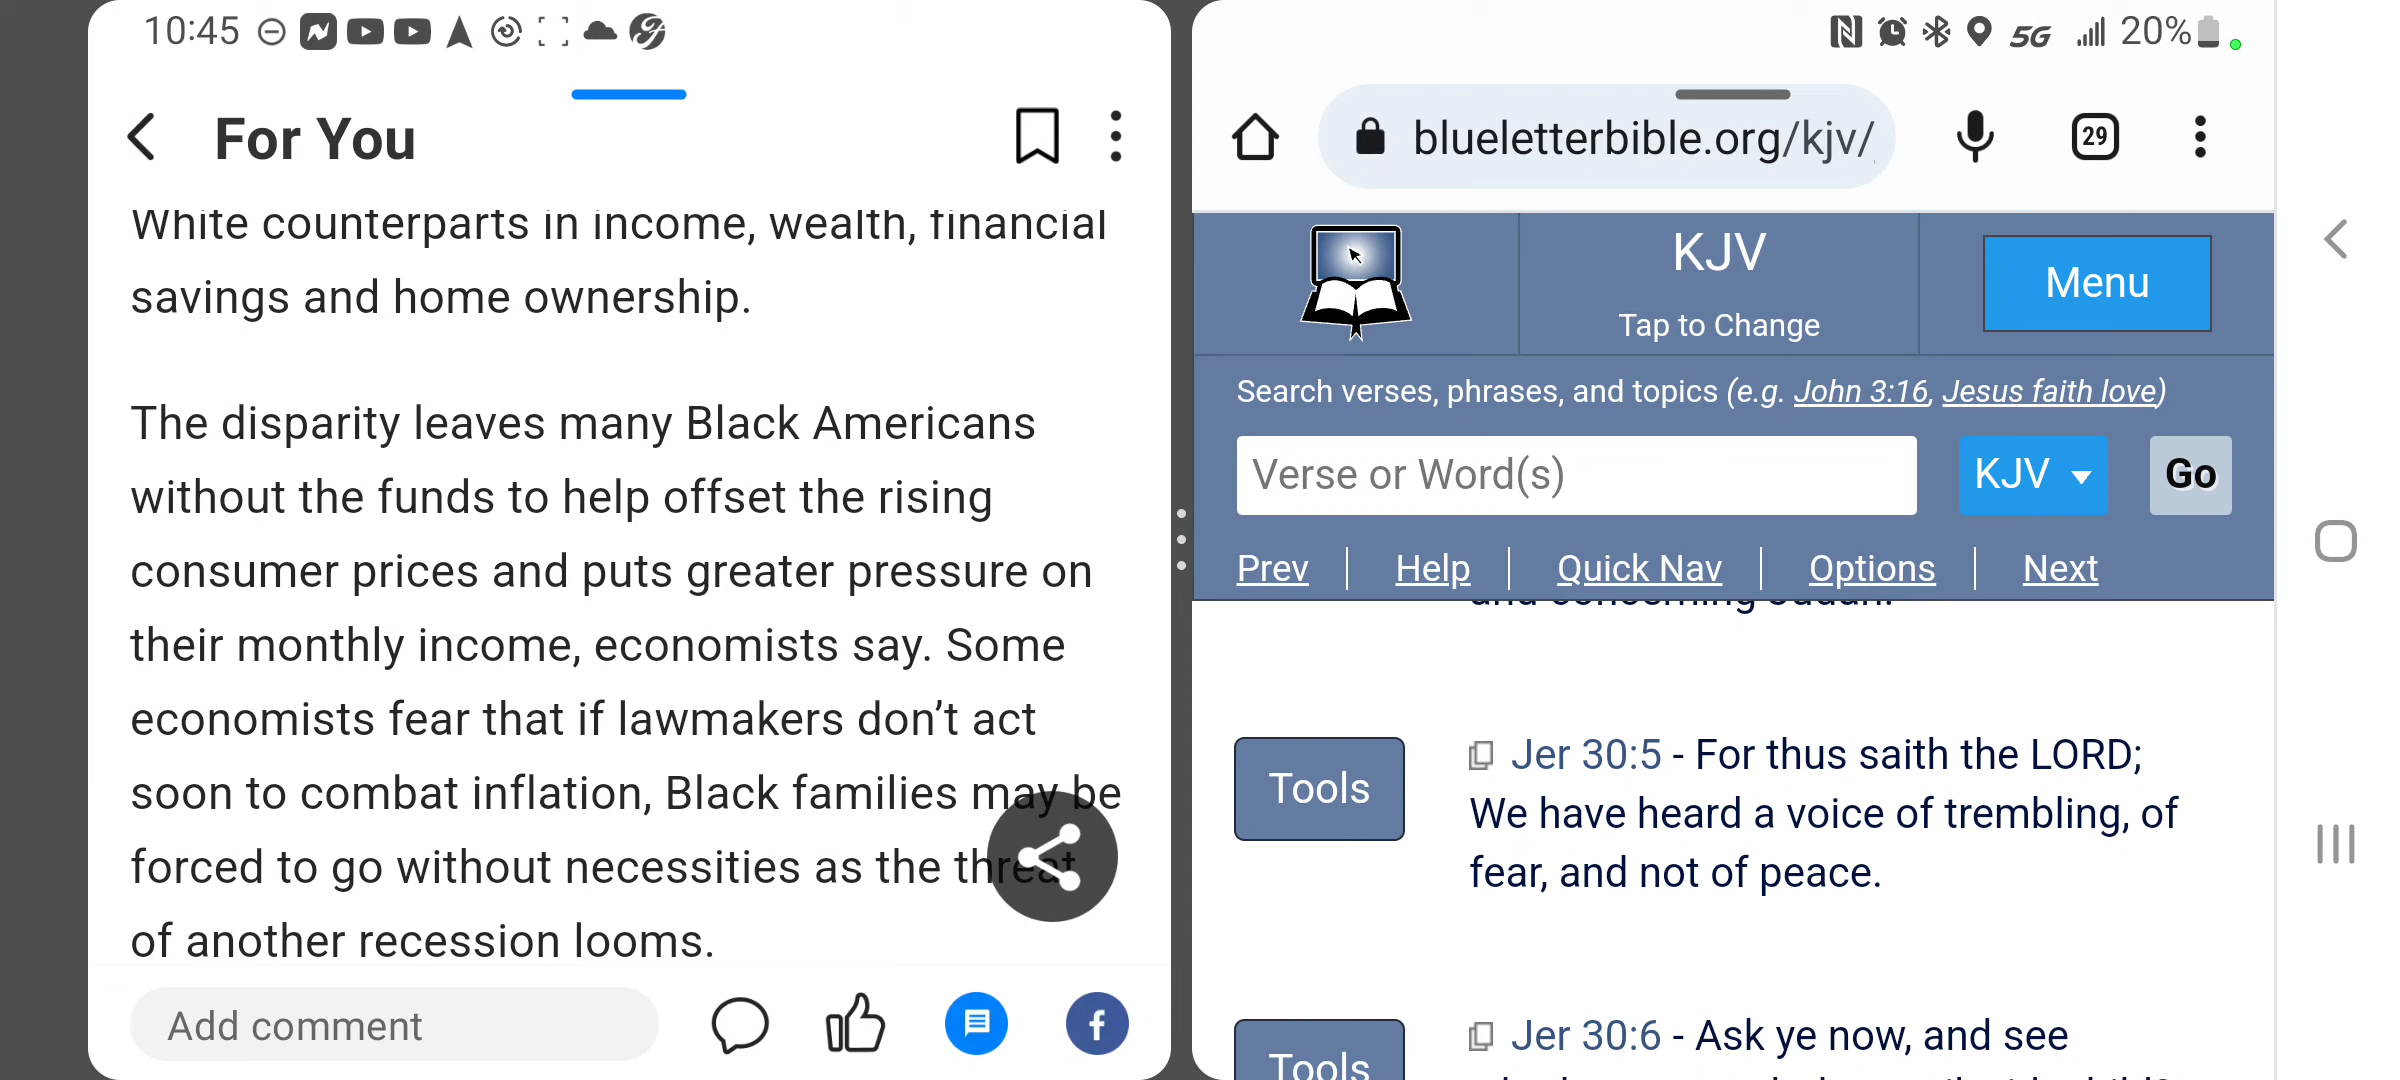 10:45
For You
White counterparts in income, wealth, financial
savings and home ownership.
The disparity leaves many Black Americans
without the funds to help offset the rising
consumer prices and puts greater pressure on
their monthly income, economists say. Some
economists fear that if lawmakers don’t act
soon to combat inflation, Black families may be
forced to go without necessities as the threat
of another recession looms.
Add comment
5G 20%
blueletterbible.org/kjv/
29
KJV
Tap to Change
Menu
Search verses, phrases, and topics (e.g. John 3:16, Jesus faith love)
Verse or Word(s)
KJV
Go
Prev Help Quick Nav Options Next
and concerning Judah.
Tools
Jer 30:5 - For thus saith the LORD;
We have heard a voice of trembling, of
fear, and not of peace.
Tools
Jer 30:6 - Ask ye now, and see